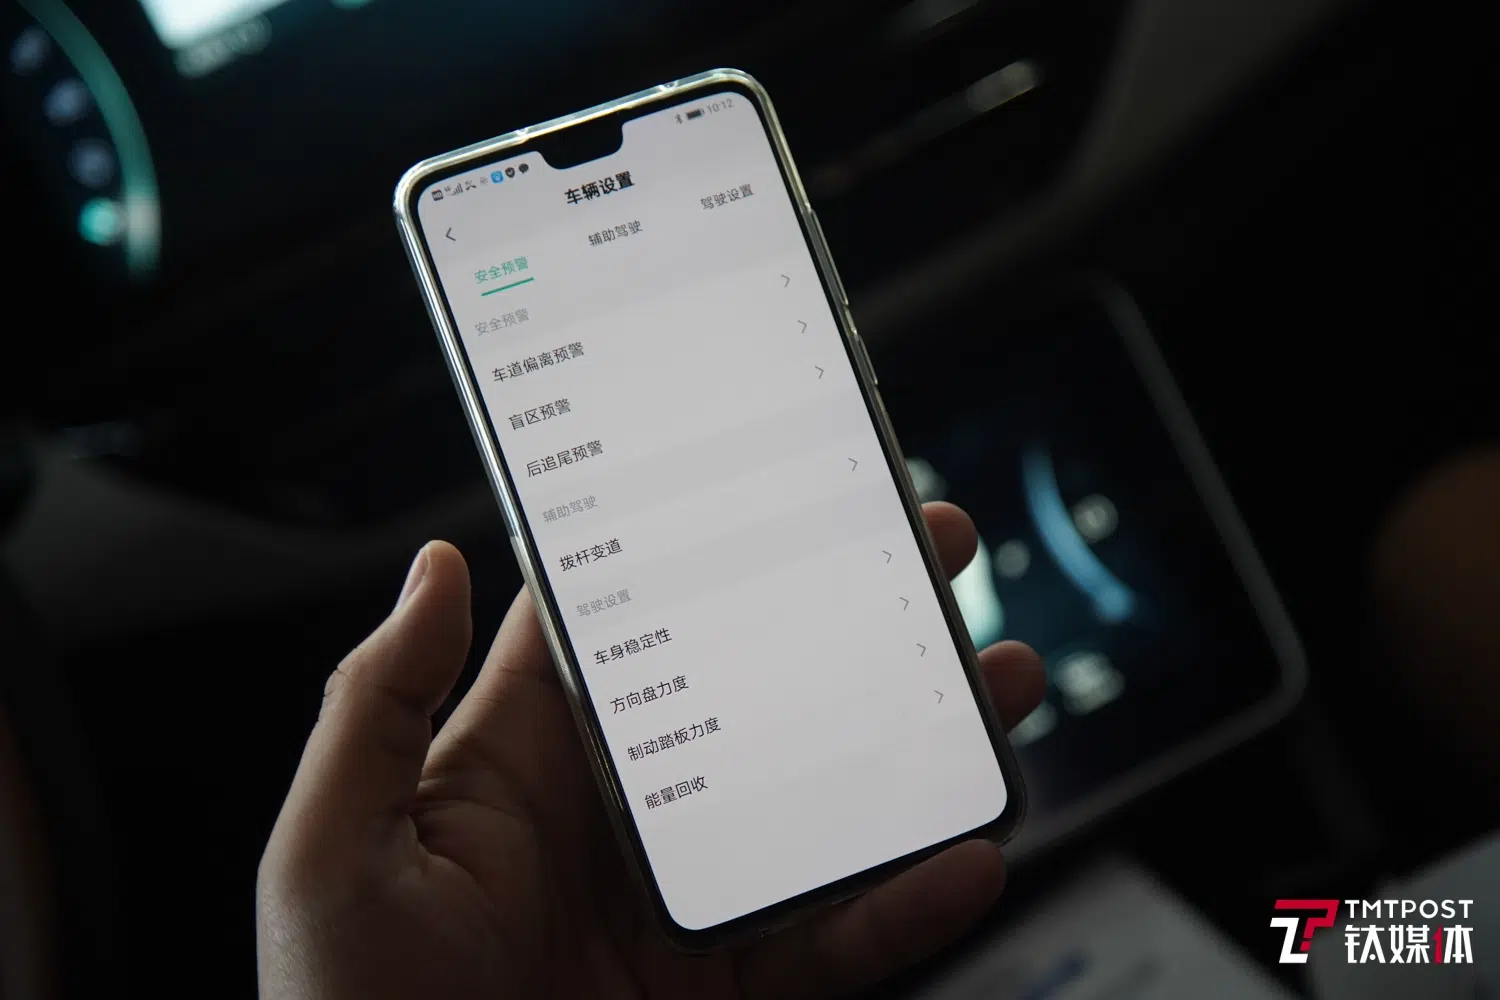 10:12
车辆设置
安全预警 辅助驾驶 驾驶设置
安全预警
车道偏离预警
盲区预警
后追尾预警
辅助驾驶
拨杆变道
驾驶设置
车身稳定性
方向盘力度
制动踏板力度
能量回收
TMTPOST
钛媒体